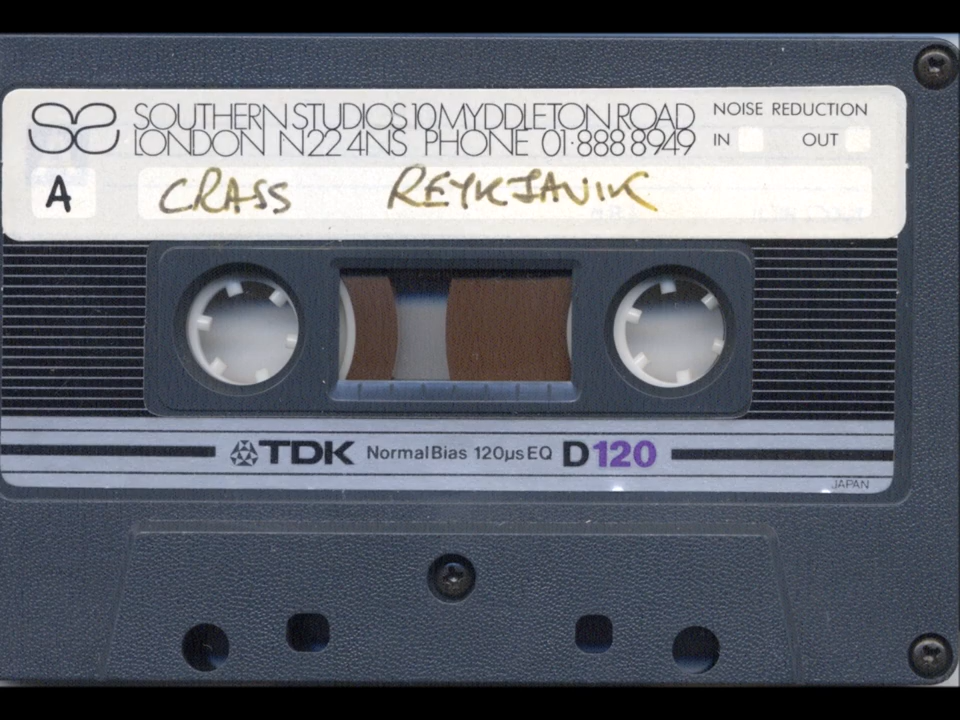 SOUTHERN STUDIOS 10 MYDDLETON ROAD
LONDON N22 4NS PHONE 01·888 8949
NOISE REDUCTION
IN OUT
A CRASS REYKJAVIK
TDK Normal Bias 120µs EQ D120
JAPAN